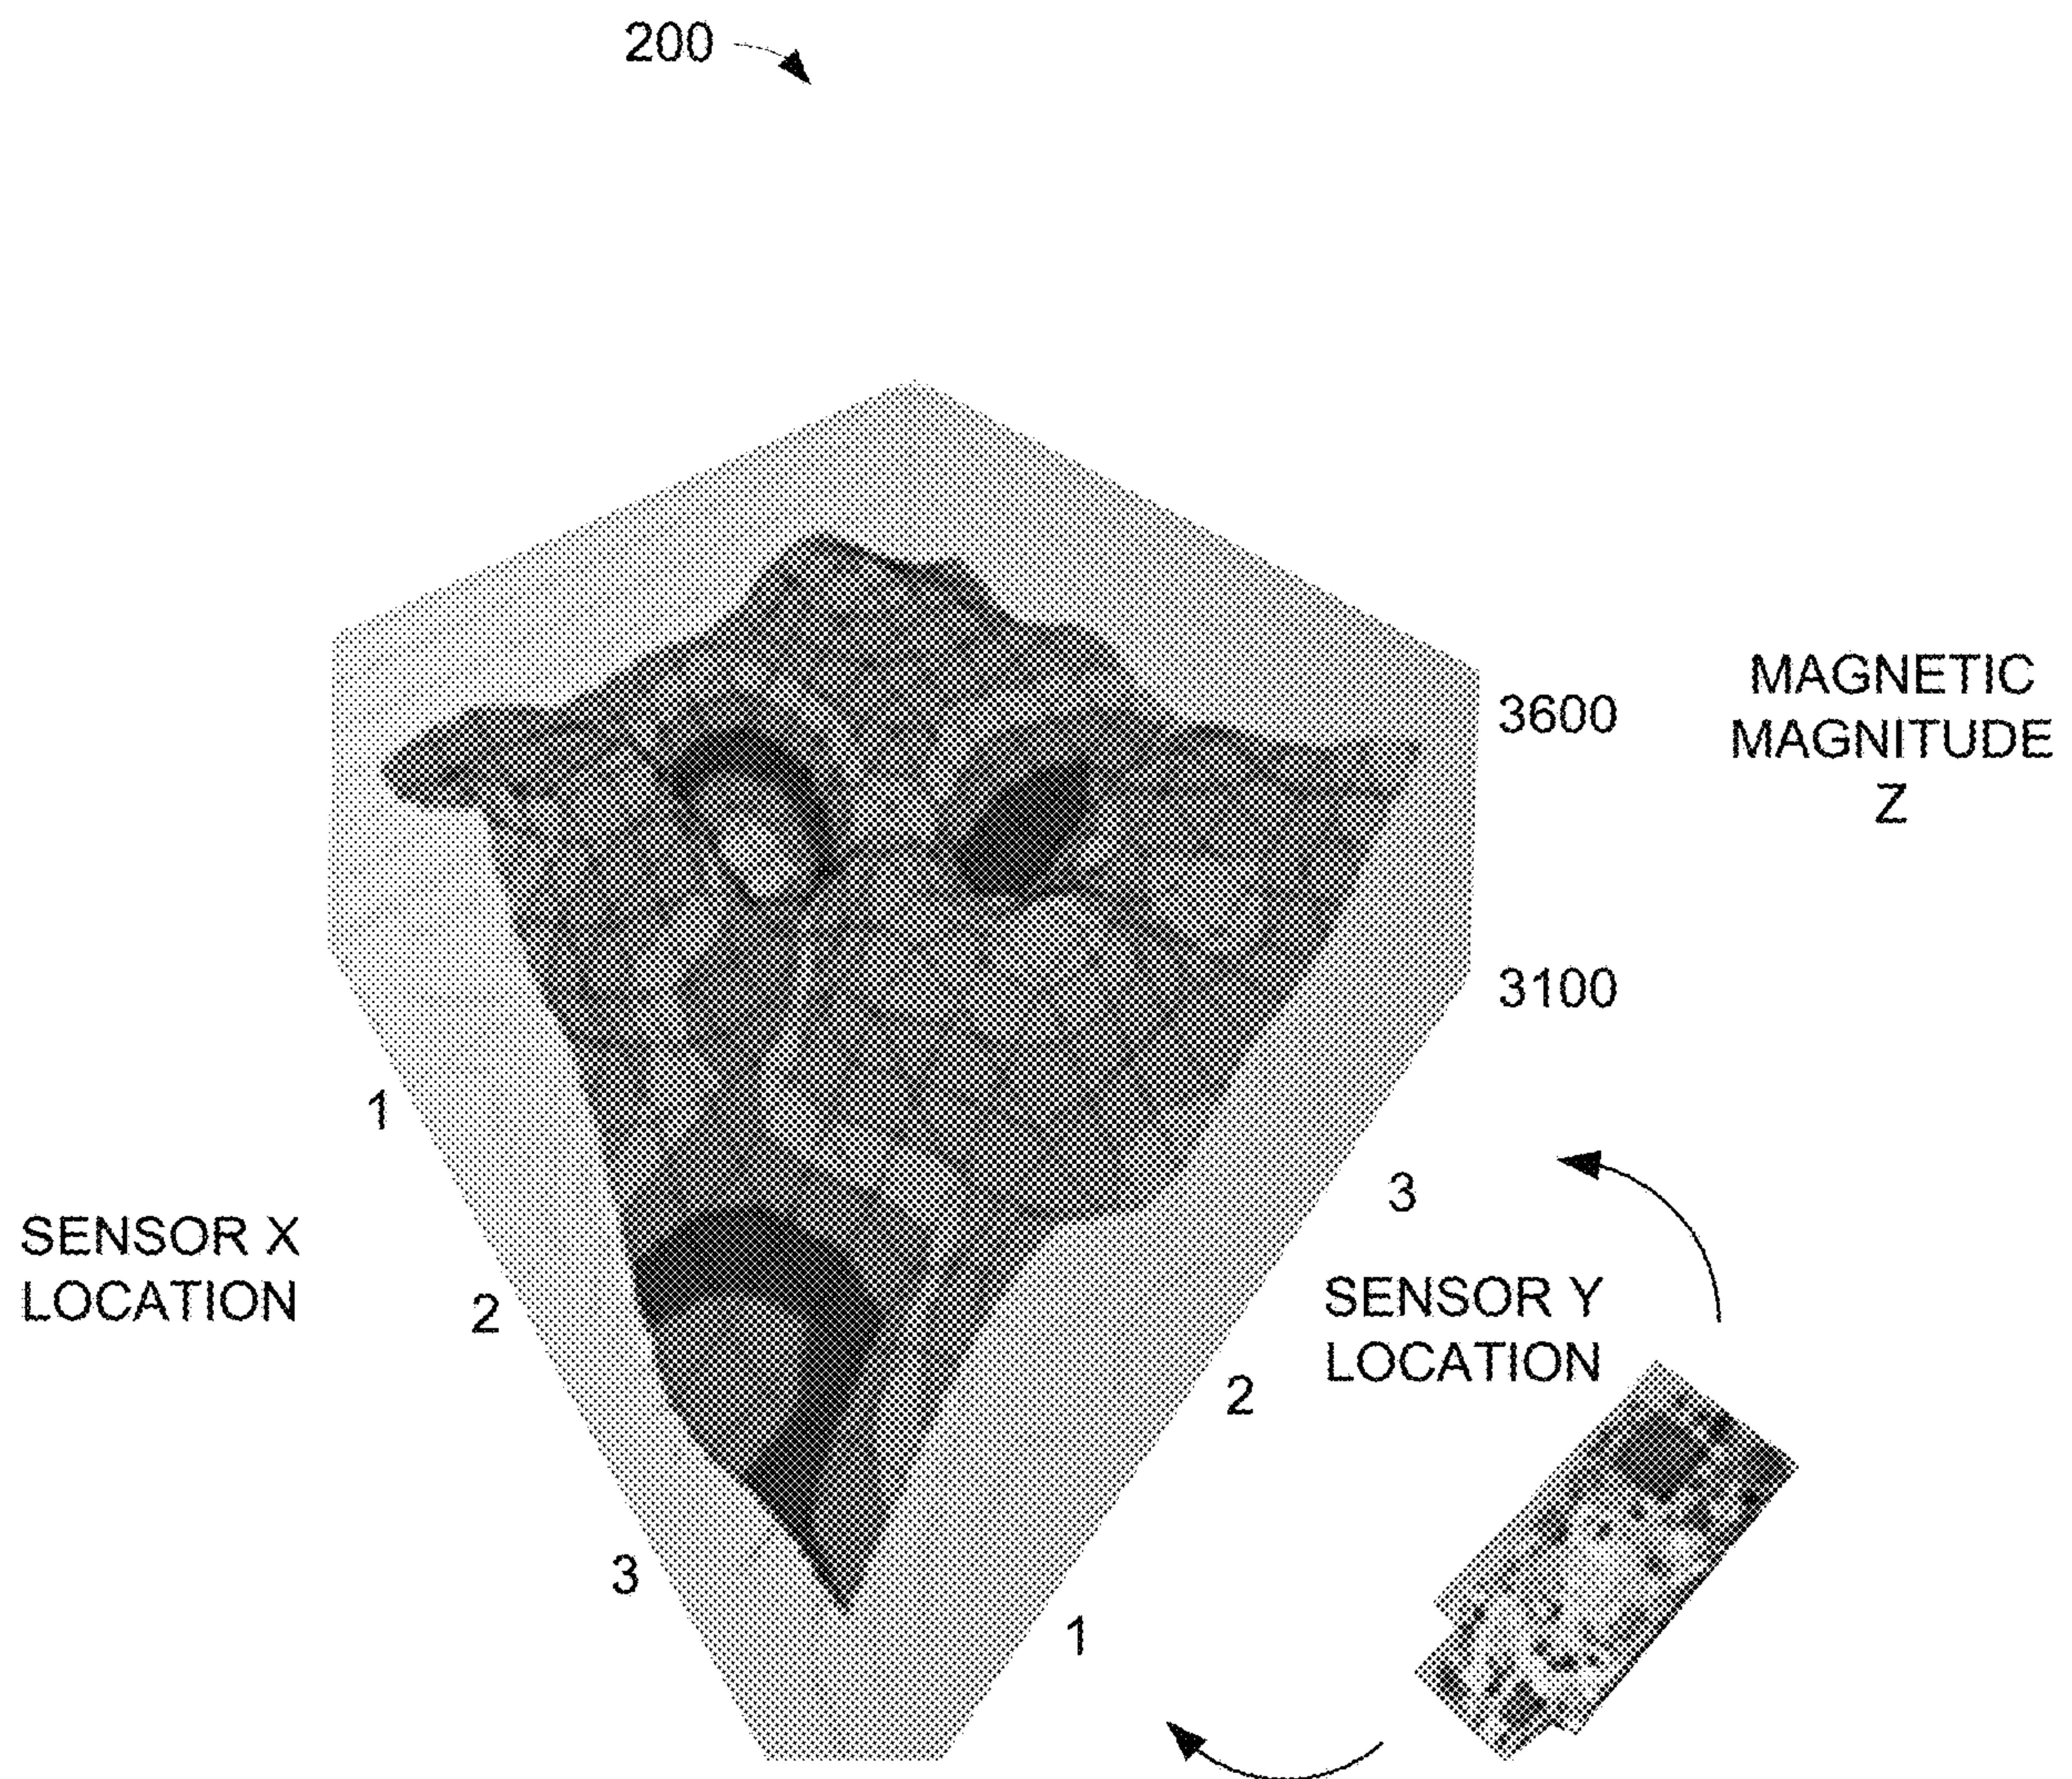 200
3600
MAGNETIC
MAGNITUDE
Z
3100
1
SENSOR X
LOCATION
2
3
3
SENSOR Y
LOCATION
2
1